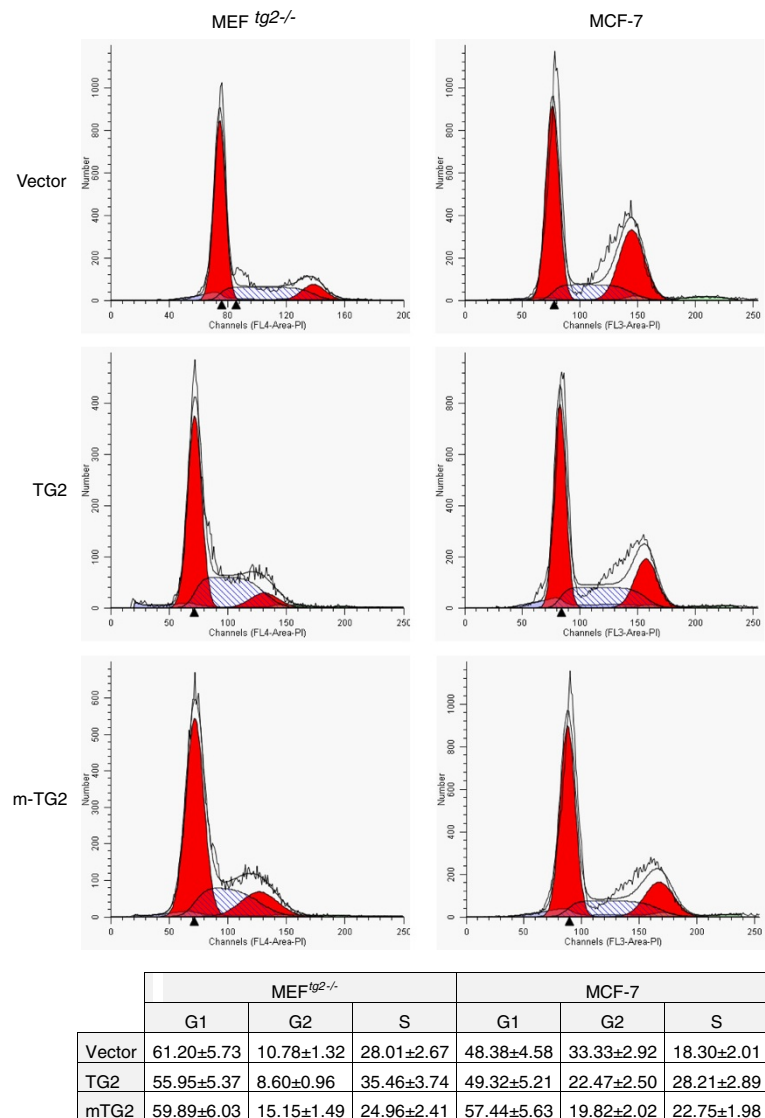 MEF tg2-/- MCF-7
Vector
Number
0 200 400 600 800 1000
0 40 80 120 160 200
Channels (FL4-Area-PI)
Number
0 200 400 600 800 1000
0 50 100 150 200 250
Channels (FL3-Area-PI)
TG2
Number
0 100 200 300 400
0 50 100 150 200 250
Channels (FL4-Area-PI)
Number
0 200 400 600 800
0 50 100 150 200 250
Channels (FL3-Area-PI)
m-TG2
Number
0 100 200 300 400 500 600
0 50 100 150 200 250
Channels (FL4-Area-PI)
Number
0 200 400 600 800 1000
0 50 100 150 200 250
Channels (FL3-Area-PI)
MEFtg2-/- MCF-7
G1 G2 S G1 G2 S
Vector 61.20±5.73 10.78±1.32 28.01±2.67 48.38±4.58 33.33±2.92 18.30±2.01
TG2 55.95±5.37 8.60±0.96 35.46±3.74 49.32±5.21 22.47±2.50 28.21±2.89
mTG2 59.89±6.03 15.15±1.49 24.96±2.41 57.44±5.63 19.82±2.02 22.75±1.98